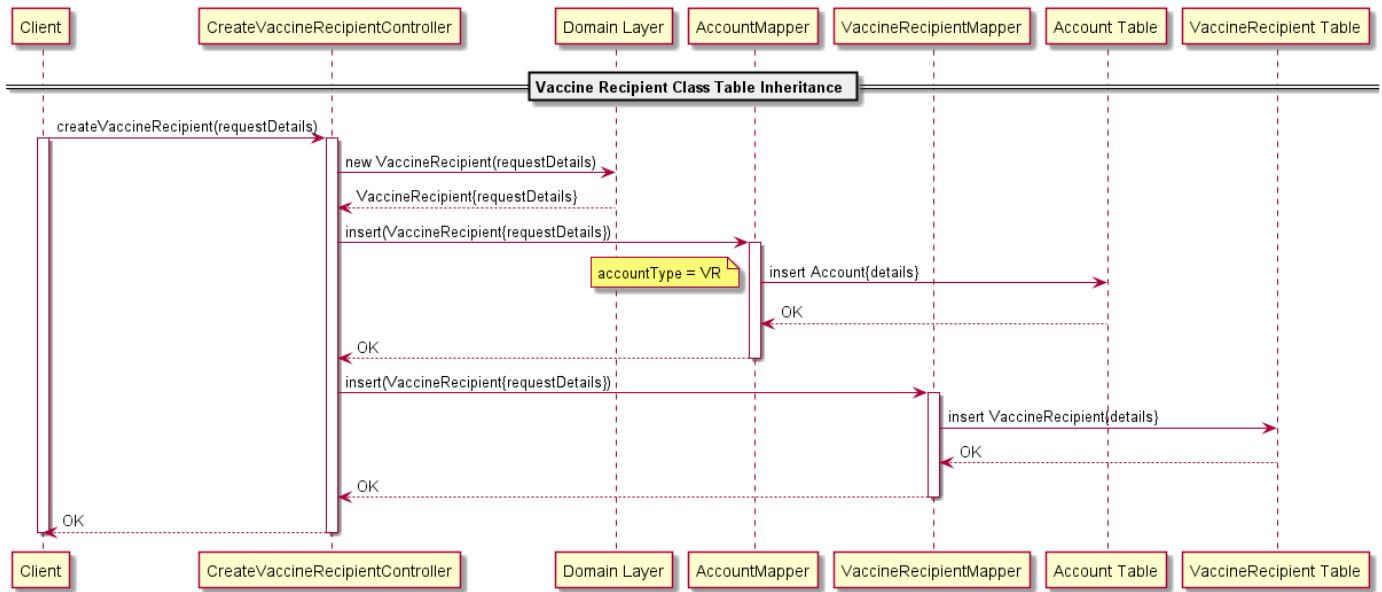 Client
CreateVaccineRecipientController
Domain Layer
AccountMapper
VaccineRecipientMapper
Account Table
VaccineRecipient Table
Vaccine Recipient Class Table Inheritance
createVaccineRecipient(requestDetails)
new VaccineRecipient(requestDetails)
VaccineRecipient{requestDetails}
insert(VaccineRecipient{requestDetails})
accountType = VR
insert Account{details}
OK
OK
insert(VaccineRecipient{requestDetails})
insert VaccineRecipient{details}
OK
OK
OK
Client
CreateVaccineRecipientController
Domain Layer
AccountMapper
VaccineRecipientMapper
Account Table
VaccineRecipient Table